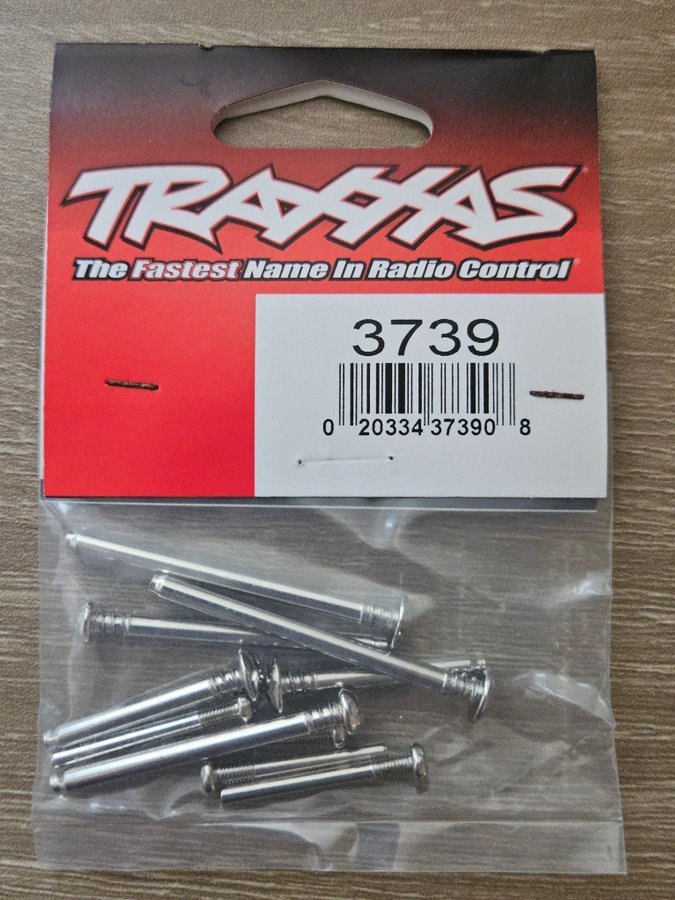 TRAXXAS
The Fastest Name In Radio Control
3739
0 20334 37390 8